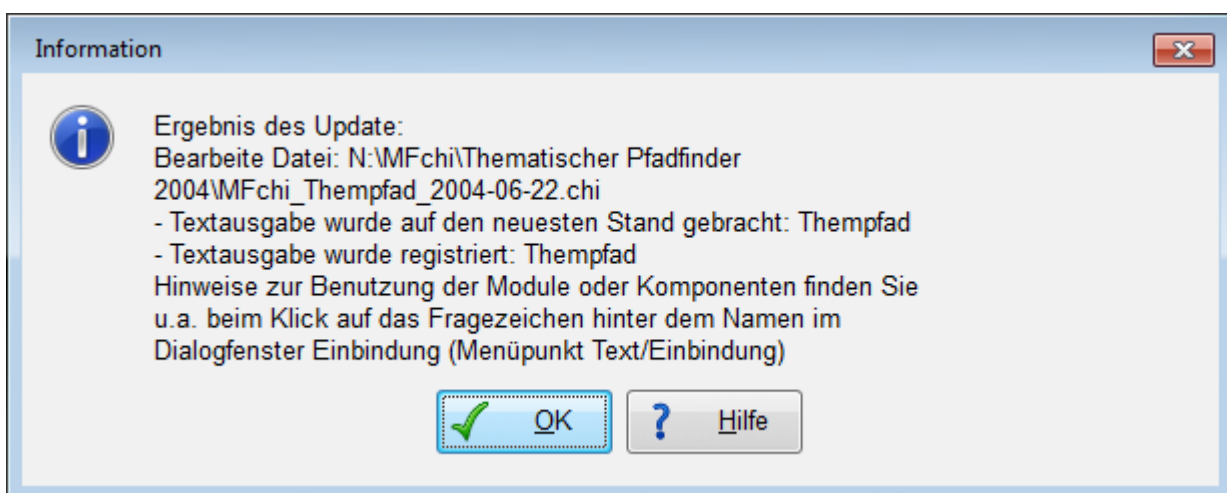 Information
Ergebnis des Update:
Bearbeite Datei: N:\MFchi\Thematischer Pfadfinder
2004\MFchi_Thempfad_2004-06-22.chi
- Textausgabe wurde auf den neuesten Stand gebracht: Thempfad
- Textausgabe wurde registriert: Thempfad
Hinweise zur Benutzung der Module oder Komponenten finden Sie
u.a. beim Klick auf das Fragezeichen hinter dem Namen im
Dialogfenster Einbindung (Menüpunkt Text/Einbindung)
OK
Hilfe